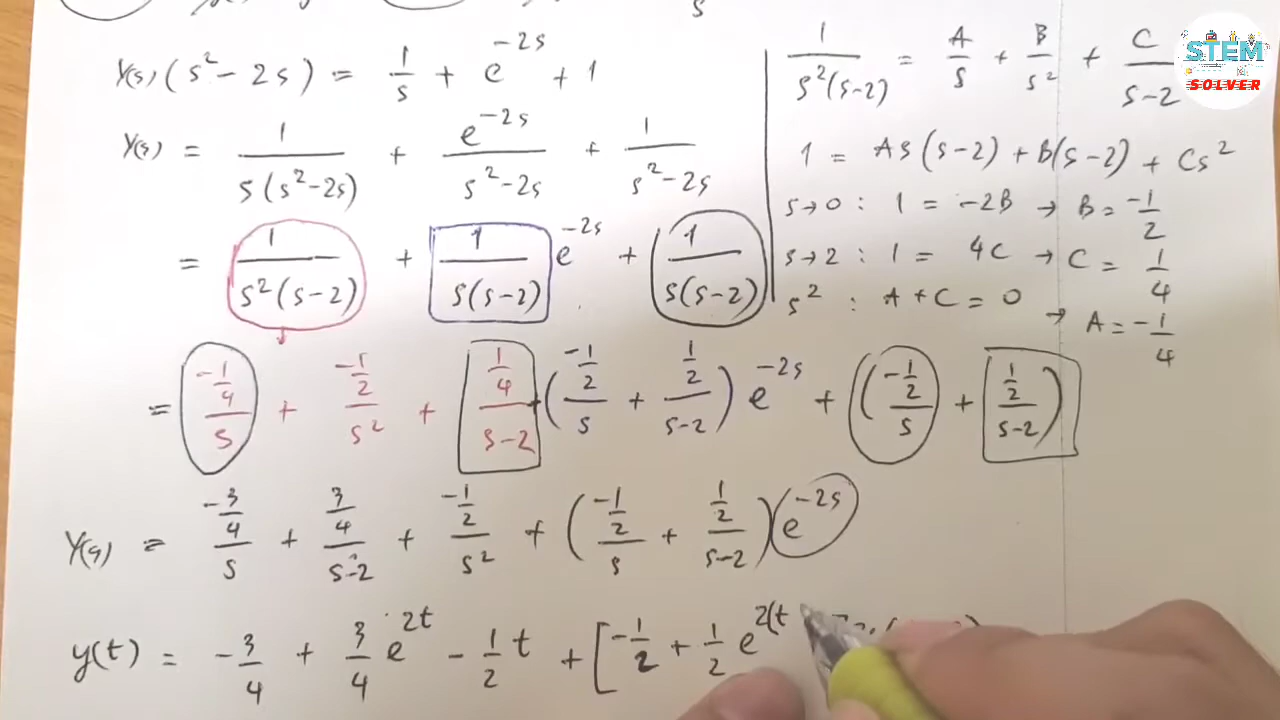 Y(s) (s² - 2s) = 1/s + e^{-2s} + 1
Y(s) = 1/(s(s²-2s)) + e^{-2s}/(s²-2s) + 1/(s²-2s)
= 1/(s²(s-2)) + 1/(s(s-2)) e^{-2s} + 1/(s(s-2))
= (-1/4)/s + (-1/2)/s² + (1/4)/(s-2) + ((-1/2)/s + (1/2)/(s-2)) e^{-2s} + ((-1/2)/s + (1/2)/(s-2))
Y(s) = (-3/4)/s + (3/4)/(s-2) + (-1/2)/s² + ((-1/2)/s + (1/2)/(s-2)) e^{-2s}
y(t) = -3/4 + 3/4 e^{2t} - 1/2 t + [-1/2 + 1/2 e^{2(t
1/(s²(s-2)) = A/s + B/s² + C/(s-2)
1 = As(s-2) + B(s-2) + Cs²
s→0 : 1 = -2B → B = -1/2
s→2 : 1 = 4C → C = 1/4
s² : A + C = 0
→ A = -1/4
STEM
SOLVER